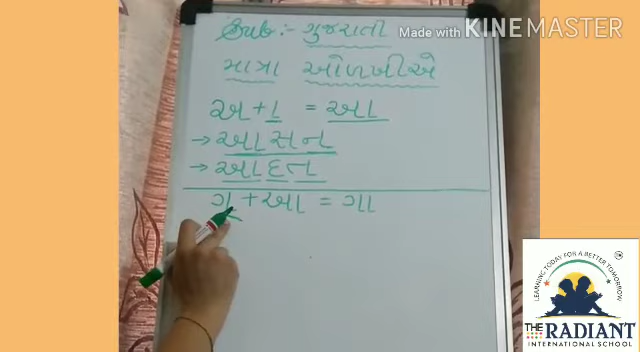 Sub :- ગુજરાતી
માત્રા ઓળખીએ
અ + ા = આ
→ આસન
→ આદત
ગ + આ = ગા
Made with KINEMASTER
LEARNING TODAY FOR A BETTER TOMORROW
THE RADIANT
INTERNATIONAL SCHOOL